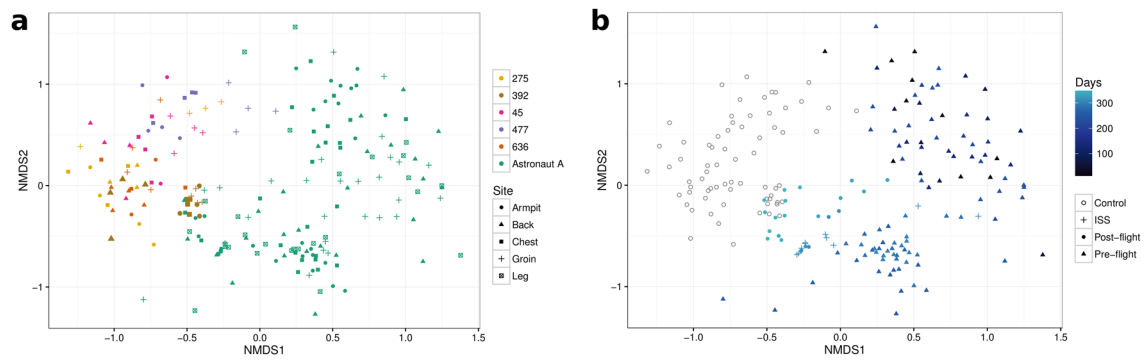 a
NMDS2
1
0
−1
−1.0
−0.5
0.0
0.5
1.0
1.5
NMDS1
275
392
45
477
636
Astronaut A
Site
Armpit
Back
Chest
Groin
Leg
b
NMDS2
1
0
−1
−1.0
−0.5
0.0
0.5
1.0
1.5
NMDS1
Days
300
200
100
Control
ISS
Post−flight
Pre−flight